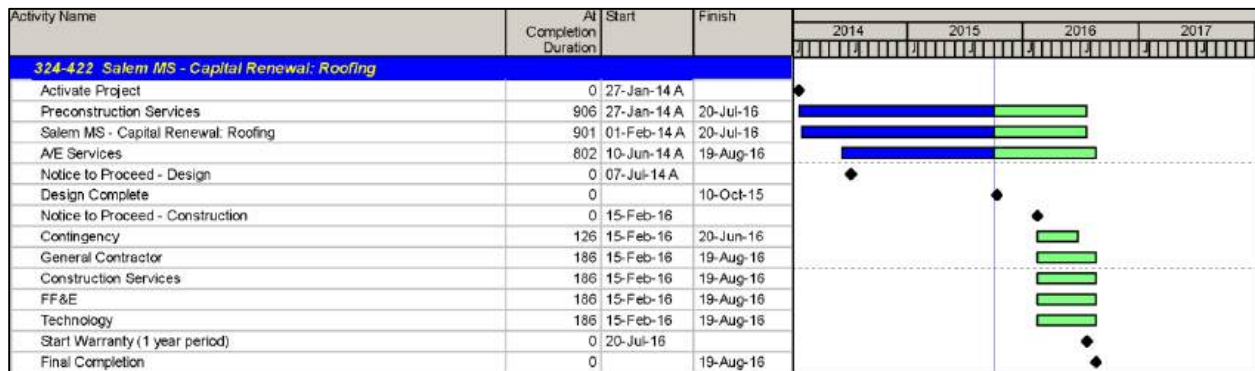 Activity Name At Completion Duration Start Finish 2014 2015 2016 2017
J J J J J J J J
324-422 Salem MS - Capital Renewal: Roofing
Activate Project 0 27-Jan-14 A
Preconstruction Services 906 27-Jan-14 A 20-Jul-16
Salem MS - Capital Renewal: Roofing 901 01-Feb-14 A 20-Jul-16
A/E Services 802 10-Jun-14 A 19-Aug-16
Notice to Proceed - Design 0 07-Jul-14 A
Design Complete 0 10-Oct-15
Notice to Proceed - Construction 0 15-Feb-16
Contingency 126 15-Feb-16 20-Jun-16
General Contractor 186 15-Feb-16 19-Aug-16
Construction Services 186 15-Feb-16 19-Aug-16
FF&E 186 15-Feb-16 19-Aug-16
Technology 186 15-Feb-16 19-Aug-16
Start Warranty (1 year period) 0 20-Jul-16
Final Completion 0 19-Aug-16